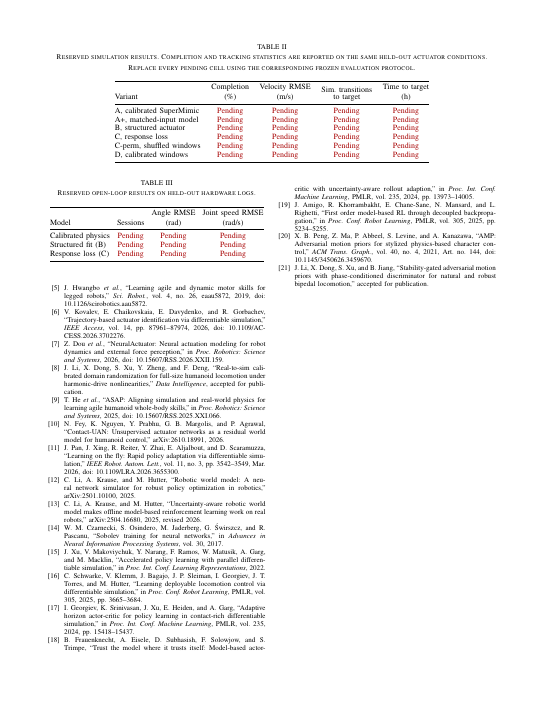 TABLE II
RESERVED SIMULATION RESULTS. COMPLETION AND TRACKING STATISTICS ARE REPORTED ON THE SAME HELD-OUT ACTUATOR CONDITIONS.
REPLACE EVERY PENDING CELL USING THE CORRESPONDING FROZEN EVALUATION PROTOCOL.
Variant Completion (%) Velocity RMSE (m/s) Sim. transitions to target Time to target (h)
A, calibrated SuperMimic Pending Pending Pending Pending
A+, matched-input model Pending Pending Pending Pending
B, structured actuator Pending Pending Pending Pending
C, response loss Pending Pending Pending Pending
C-perm, shuffled windows Pending Pending Pending Pending
D, calibrated windows Pending Pending Pending Pending
TABLE III
RESERVED OPEN-LOOP RESULTS ON HELD-OUT HARDWARE LOGS.
Model Sessions Angle RMSE (rad) Joint speed RMSE (rad/s)
Calibrated physics Pending Pending Pending
Structured fit (B) Pending Pending Pending
Response loss (C) Pending Pending Pending
[5] J. Hwangbo et al., “Learning agile and dynamic motor skills for
legged robots,” Sci. Robot., vol. 4, no. 26, eaau5872, 2019, doi:
10.1126/scirobotics.aau5872.
[6] V. Kovalev, E. Chaikovskaia, E. Davydenko, and R. Gorbachev,
“Trajectory-based actuator identification via differentiable simulation,”
IEEE Access, vol. 14, pp. 87961–87974, 2026, doi: 10.1109/AC-
CESS.2026.3702276.
[7] Z. Dou et al., “NeuralActuator: Neural actuation modeling for robot
dynamics and external force perception,” in Proc. Robotics: Science
and Systems, 2026, doi: 10.15607/RSS.2026.XXII.159.
[8] J. Li, X. Dong, S. Xu, Y. Zheng, and F. Deng, “Real-to-sim cali-
brated domain randomization for full-size humanoid locomotion under
harmonic-drive nonlinearities,” Data Intelligence, accepted for publi-
cation.
[9] T. He et al., “ASAP: Aligning simulation and real-world physics for
learning agile humanoid whole-body skills,” in Proc. Robotics: Science
and Systems, 2025, doi: 10.15607/RSS.2025.XXI.066.
[10] N. Fey, K. Nguyen, Y. Prabhu, G. B. Margolis, and P. Agrawal,
“Contact-UAN: Unsupervised actuator networks as a residual world
model for humanoid control,” arXiv:2610.18991, 2026.
[11] J. Pan, J. Xing, R. Reiter, Y. Zhai, E. Aljalbout, and D. Scaramuzza,
“Learning on the fly: Rapid policy adaptation via differentiable simu-
lation,” IEEE Robot. Autom. Lett., vol. 11, no. 3, pp. 3542–3549, Mar.
2026, doi: 10.1109/LRA.2026.3655300.
[12] C. Li, A. Krause, and M. Hutter, “Robotic world model: A neu-
ral network simulator for robust policy optimization in robotics,”
arXiv:2501.10100, 2025.
[13] C. Li, A. Krause, and M. Hutter, “Uncertainty-aware robotic world
model makes offline model-based reinforcement learning work on real
robots,” arXiv:2504.16680, 2025, revised 2026.
[14] W. M. Czarnecki, S. Osindero, M. Jaderberg, G. Świrszcz, and R.
Pascanu, “Sobolev training for neural networks,” in Advances in
Neural Information Processing Systems, vol. 30, 2017.
[15] J. Xu, V. Makoviychuk, Y. Narang, F. Ramos, W. Matusik, A. Garg,
and M. Macklin, “Accelerated policy learning with parallel differen-
tiable simulation,” in Proc. Int. Conf. Learning Representations, 2022.
[16] C. Schwarke, V. Klemm, J. Bagajo, J. P. Sleiman, I. Georgiev, J. T.
Torres, and M. Hutter, “Learning deployable locomotion control via
differentiable simulation,” in Proc. Conf. Robot Learning, PMLR, vol.
305, 2025, pp. 3665–3684.
[17] I. Georgiev, K. Srinivasan, J. Xu, E. Heiden, and A. Garg, “Adaptive
horizon actor-critic for policy learning in contact-rich differentiable
simulation,” in Proc. Int. Conf. Machine Learning, PMLR, vol. 235,
2024, pp. 15418–15437.
[18] B. Frauenknecht, A. Eisele, D. Subhasish, F. Solowjow, and S.
Trimpe, “Trust the model where it trusts itself: Model-based actor-
critic with uncertainty-aware rollout adaption,” in Proc. Int. Conf.
Machine Learning, PMLR, vol. 235, 2024, pp. 13973–14005.
[19] J. Amigo, R. Khorrambakht, E. Chane-Sane, N. Mansard, and L.
Righetti, “First order model-based RL through decoupled backpropa-
gation,” in Proc. Conf. Robot Learning, PMLR, vol. 305, 2025, pp.
5234–5255.
[20] X. B. Peng, Z. Ma, P. Abbeel, S. Levine, and A. Kanazawa, “AMP:
Adversarial motion priors for stylized physics-based character con-
trol,” ACM Trans. Graph., vol. 40, no. 4, 2021, Art. no. 144, doi:
10.1145/3450626.3459670.
[21] J. Li, X. Dong, S. Xu, and B. Jiang, “Stability-gated adversarial motion
priors with phase-conditioned discriminator for natural and robust
bipedal locomotion,” accepted for publication.